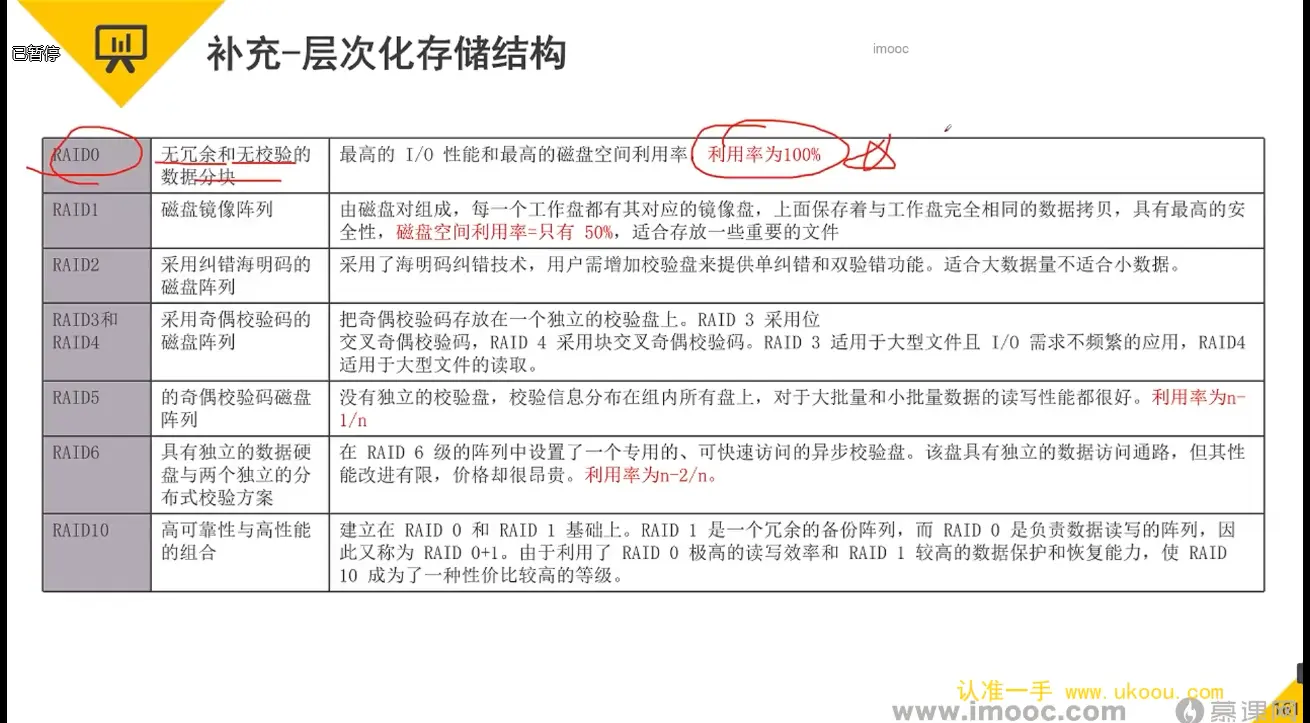 已暂停
补充-层次化存储结构
imooc
RAID0
无冗余和无校验的
数据分块
最高的 I/O 性能和最高的磁盘空间利用率，利用率为100%
RAID1
磁盘镜像阵列
由磁盘对组成，每一个工作盘都有其对应的镜像盘，上面保存着与工作盘完全相同的数据拷贝，具有最高的安
全性，磁盘空间利用率=只有 50%，适合存放一些重要的文件
RAID2
采用纠错海明码的
磁盘阵列
采用了海明码纠错技术，用户需增加校验盘来提供单纠错和双验错功能。适合大数据量不适合小数据。
RAID3和
RAID4
采用奇偶校验码的
磁盘阵列
把奇偶校验码存放在一个独立的校验盘上。RAID 3 采用位
交叉奇偶校验码，RAID 4 采用块交叉奇偶校验码。RAID 3 适用于大型文件且 I/O 需求不频繁的应用，RAID4
适用于大型文件的读取。
RAID5
的奇偶校验码磁盘
阵列
没有独立的校验盘，校验信息分布在组内所有盘上，对于大批量和小批量数据的读写性能都很好。利用率为n-
1/n
RAID6
具有独立的数据硬
盘与两个独立的分
布式校验方案
在 RAID 6 级的阵列中设置了一个专用的、可快速访问的异步校验盘。该盘具有独立的数据访问通路，但其性
能改进有限，价格却很昂贵。利用率为n-2/n。
RAID10
高可靠性与高性能
的组合
建立在 RAID 0 和 RAID 1 基础上。RAID 1 是一个冗余的备份阵列，而 RAID 0 是负责数据读写的阵列，因
此又称为 RAID 0+1。由于利用了 RAID 0 极高的读写效率和 RAID 1 较高的数据保护和恢复能力，使 RAID
10 成为了一种性价比较高的等级。
认准一手 www.ukoou.com
www.imooc.com 慕课
161